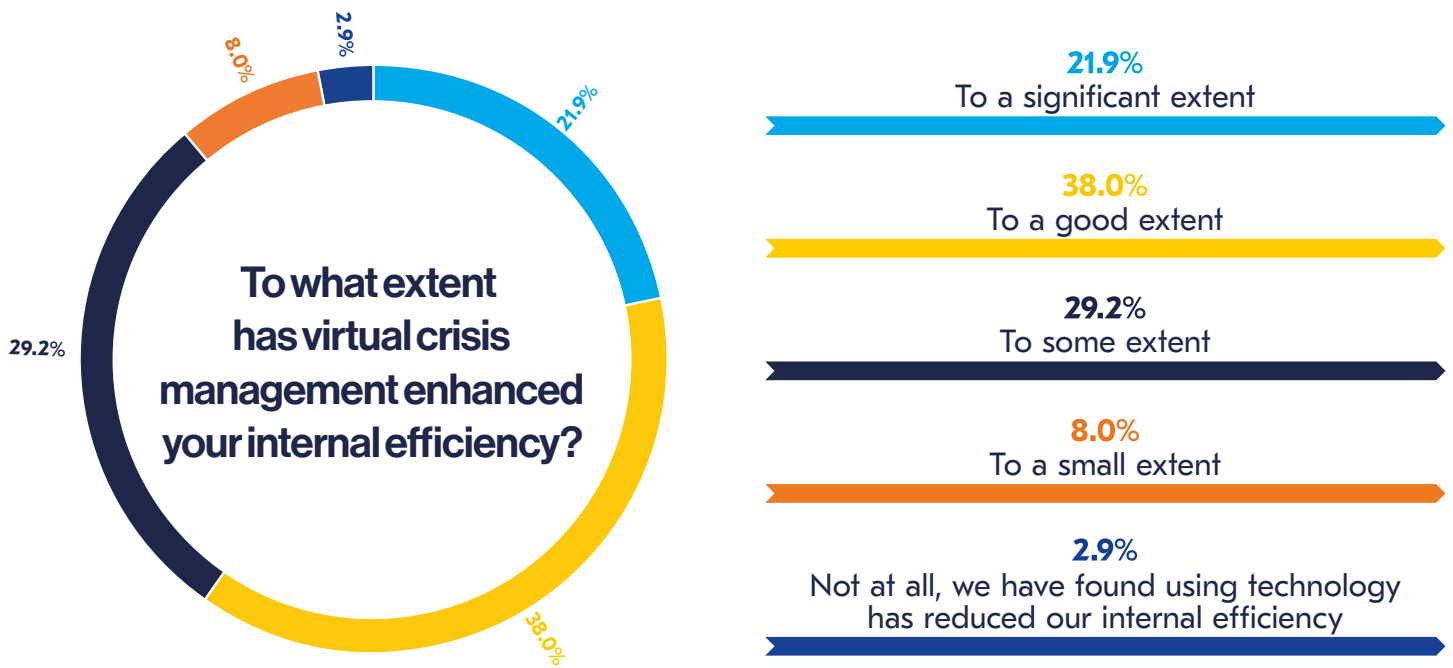 2.9%
8.0%
21.9%
29.2%
38.0%
To what extent
has virtual crisis
management enhanced
your internal efficiency?
21.9%
To a significant extent
38.0%
To a good extent
29.2%
To some extent
8.0%
To a small extent
2.9%
Not at all, we have found using technology
has reduced our internal efficiency